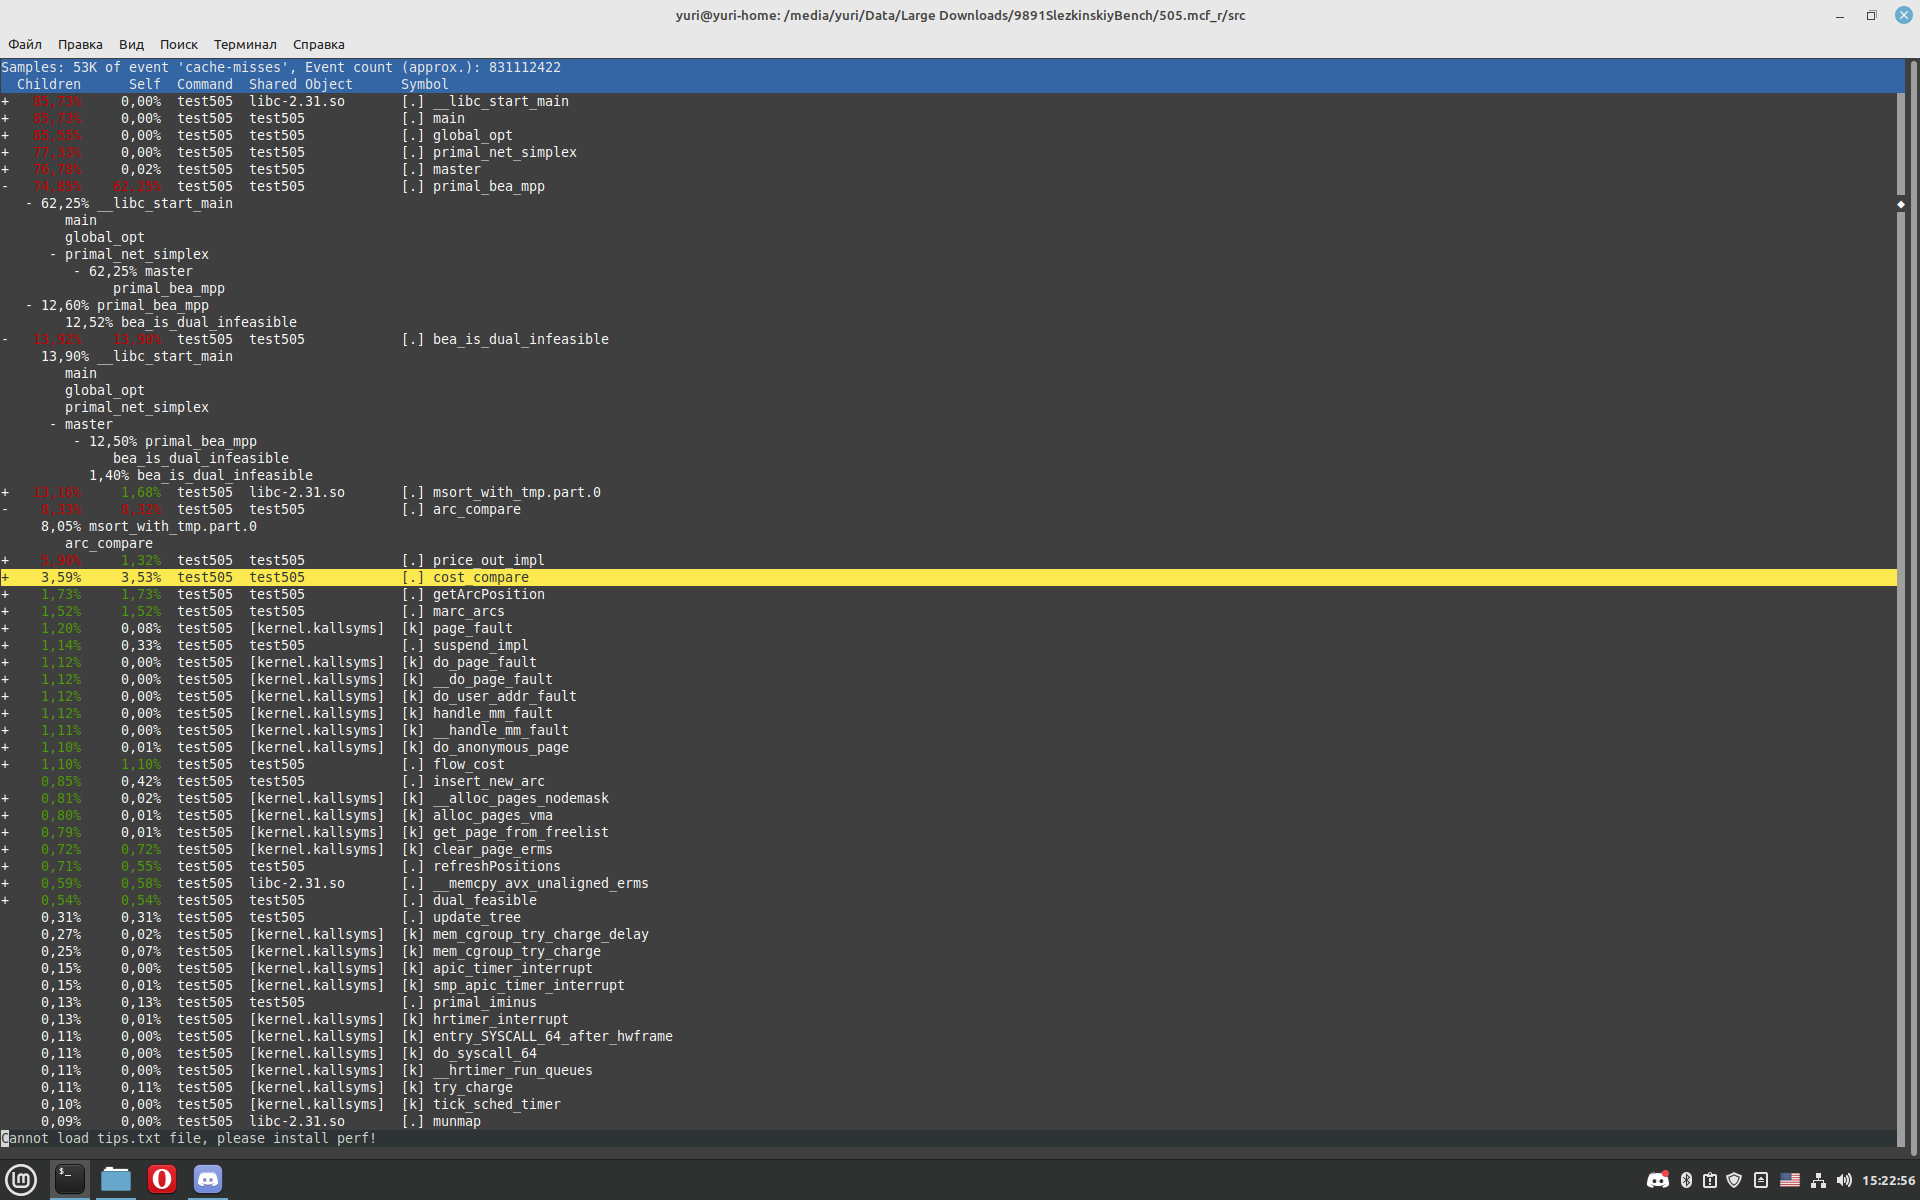 yuri@yuri-home: /media/yuri/Data/Large Downloads/9891SlezkinskiyBench/505.mcf_r/src
Файл Правка Вид Поиск Терминал Справка
Samples: 53K of event 'cache-misses', Event count (approx.): 831112422
Children Self Command Shared Object Symbol
+ 85,73% 0,00% test505 libc-2.31.so [.] __libc_start_main
+ 85,73% 0,00% test505 test505 [.] main
+ 85,55% 0,00% test505 test505 [.] global_opt
+ 77,33% 0,00% test505 test505 [.] primal_net_simplex
+ 76,78% 0,02% test505 test505 [.] master
- 74,85% 62,25% test505 test505 [.] primal_bea_mpp
- 62,25% __libc_start_main
main
global_opt
- primal_net_simplex
- 62,25% master
primal_bea_mpp
- 12,60% primal_bea_mpp
12,52% bea_is_dual_infeasible
- 13,92% 13,90% test505 test505 [.] bea_is_dual_infeasible
13,90% __libc_start_main
main
global_opt
primal_net_simplex
- master
- 12,50% primal_bea_mpp
bea_is_dual_infeasible
1,40% bea_is_dual_infeasible
+ 13,16% 1,68% test505 libc-2.31.so [.] msort_with_tmp.part.0
- 8,33% 8,32% test505 test505 [.] arc_compare
8,05% msort_with_tmp.part.0
arc_compare
+ 5,90% 1,32% test505 test505 [.] price_out_impl
+ 3,59% 3,53% test505 test505 [.] cost_compare
+ 1,73% 1,73% test505 test505 [.] getArcPosition
+ 1,52% 1,52% test505 test505 [.] marc_arcs
+ 1,20% 0,08% test505 [kernel.kallsyms] [k] page_fault
+ 1,14% 0,33% test505 test505 [.] suspend_impl
+ 1,12% 0,00% test505 [kernel.kallsyms] [k] do_page_fault
+ 1,12% 0,00% test505 [kernel.kallsyms] [k] __do_page_fault
+ 1,12% 0,00% test505 [kernel.kallsyms] [k] do_user_addr_fault
+ 1,12% 0,00% test505 [kernel.kallsyms] [k] handle_mm_fault
+ 1,11% 0,00% test505 [kernel.kallsyms] [k] __handle_mm_fault
+ 1,10% 0,01% test505 [kernel.kallsyms] [k] do_anonymous_page
+ 1,10% 1,10% test505 test505 [.] flow_cost
0,85% 0,42% test505 test505 [.] insert_new_arc
+ 0,81% 0,02% test505 [kernel.kallsyms] [k] __alloc_pages_nodemask
+ 0,80% 0,01% test505 [kernel.kallsyms] [k] alloc_pages_vma
+ 0,79% 0,01% test505 [kernel.kallsyms] [k] get_page_from_freelist
+ 0,72% 0,72% test505 [kernel.kallsyms] [k] clear_page_erms
+ 0,71% 0,55% test505 test505 [.] refreshPositions
+ 0,59% 0,58% test505 libc-2.31.so [.] __memcpy_avx_unaligned_erms
+ 0,54% 0,54% test505 test505 [.] dual_feasible
0,31% 0,31% test505 test505 [.] update_tree
0,27% 0,02% test505 [kernel.kallsyms] [k] mem_cgroup_try_charge_delay
0,25% 0,07% test505 [kernel.kallsyms] [k] mem_cgroup_try_charge
0,15% 0,00% test505 [kernel.kallsyms] [k] apic_timer_interrupt
0,15% 0,01% test505 [kernel.kallsyms] [k] smp_apic_timer_interrupt
0,13% 0,13% test505 test505 [.] primal_iminus
0,13% 0,01% test505 [kernel.kallsyms] [k] hrtimer_interrupt
0,11% 0,00% test505 [kernel.kallsyms] [k] entry_SYSCALL_64_after_hwframe
0,11% 0,00% test505 [kernel.kallsyms] [k] do_syscall_64
0,11% 0,00% test505 [kernel.kallsyms] [k] __hrtimer_run_queues
0,11% 0,11% test505 [kernel.kallsyms] [k] try_charge
0,10% 0,00% test505 [kernel.kallsyms] [k] tick_sched_timer
0,09% 0,00% test505 libc-2.31.so [.] munmap
Cannot load tips.txt file, please install perf!
15:22:56